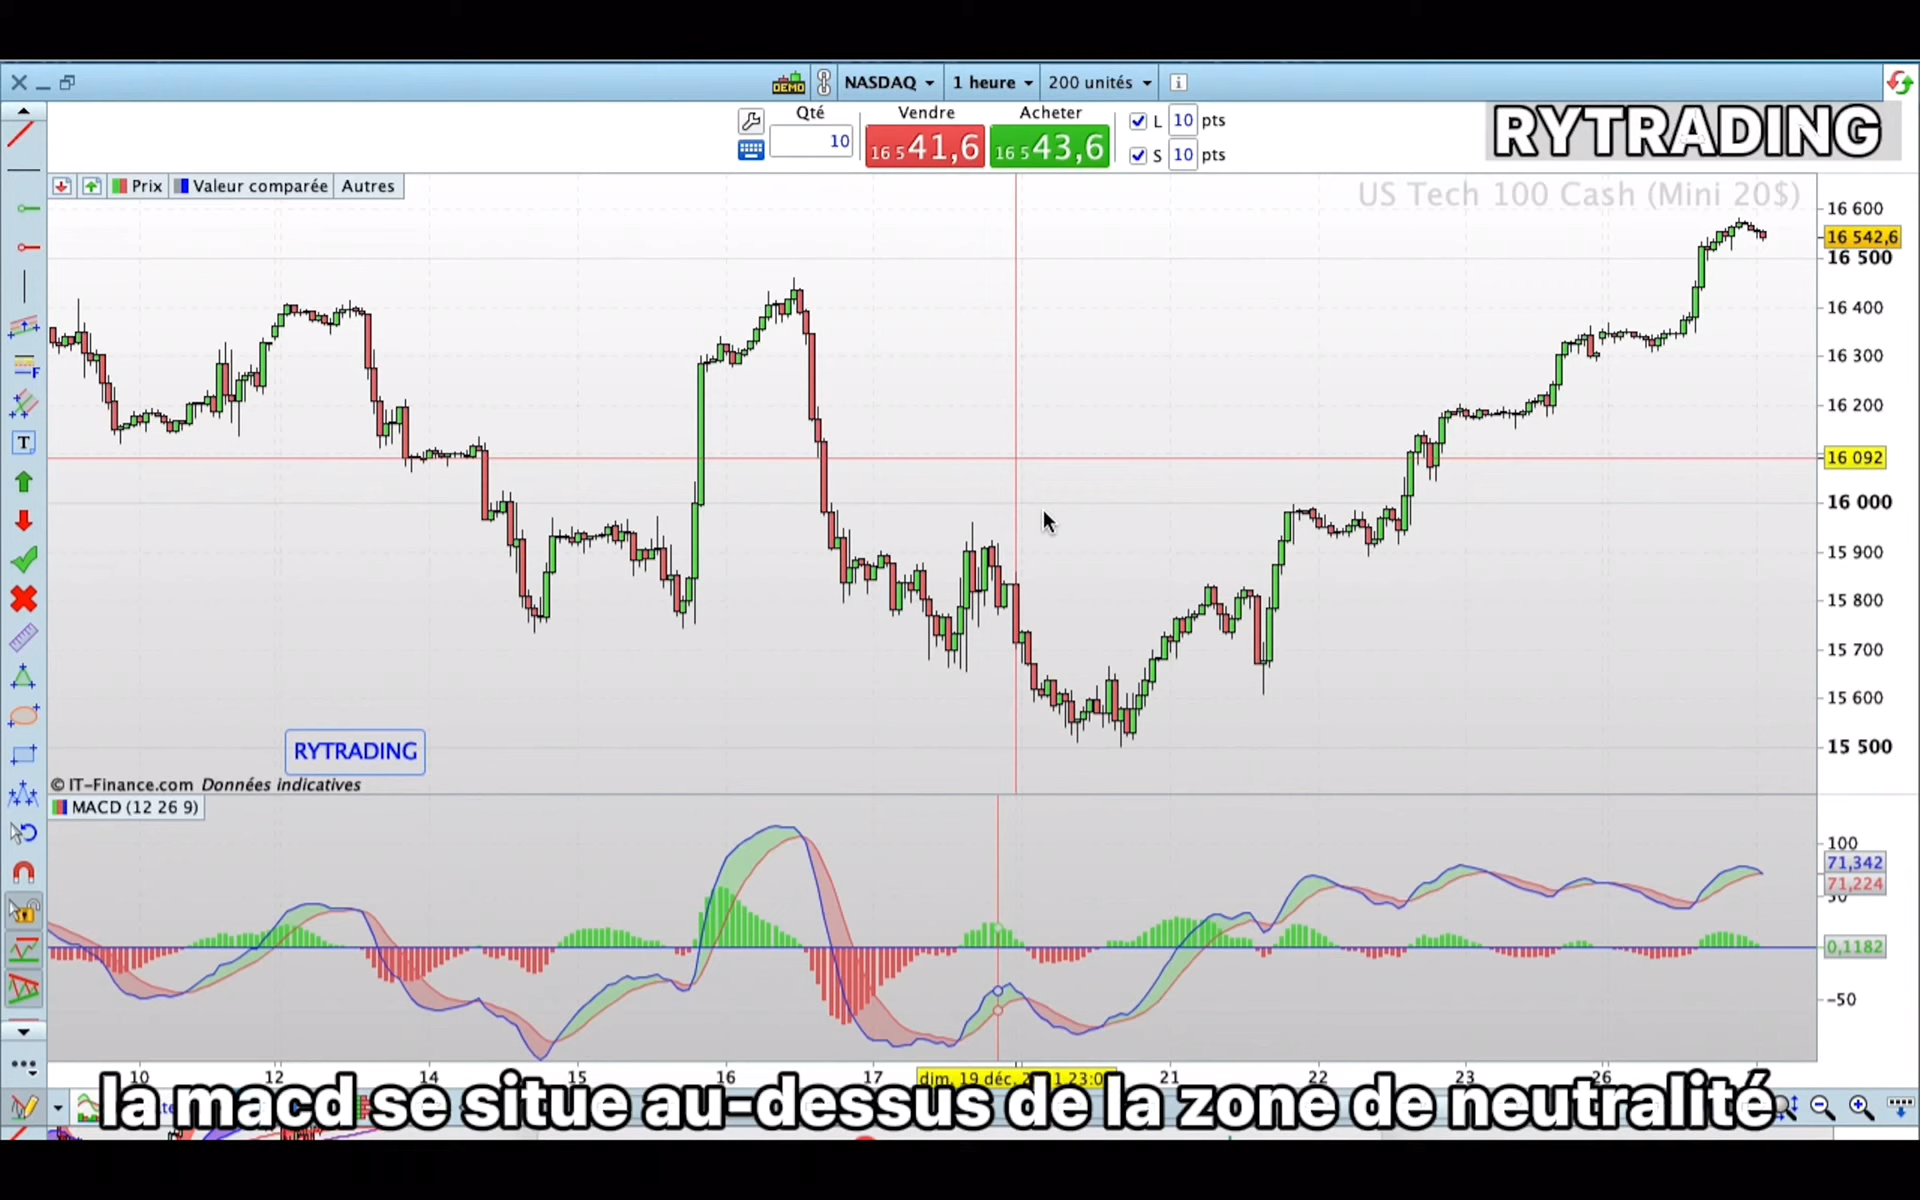 NASDAQ 1 heure 200 unités i
DEMO
Qté Vendre Acheter
10 16 541,6 16 543,6
L 10 pts
S 10 pts
RYTRADING
Prix Valeur comparée Autres
US Tech 100 Cash (Mini 20$)
16 600
16 542,6
16 500
16 400
16 300
16 200
16 092
16 000
15 900
15 800
15 700
15 600
15 500
F
T
RYTRADING
© IT-Finance.com Données indicatives
MACD (12 26 9)
100
71,342
71,224
50
0,1182
−50
10 12 14 15 16 17 dim. 19 déc. 21 22 23 26
la macd se situe au-dessus de la zone de neutralité